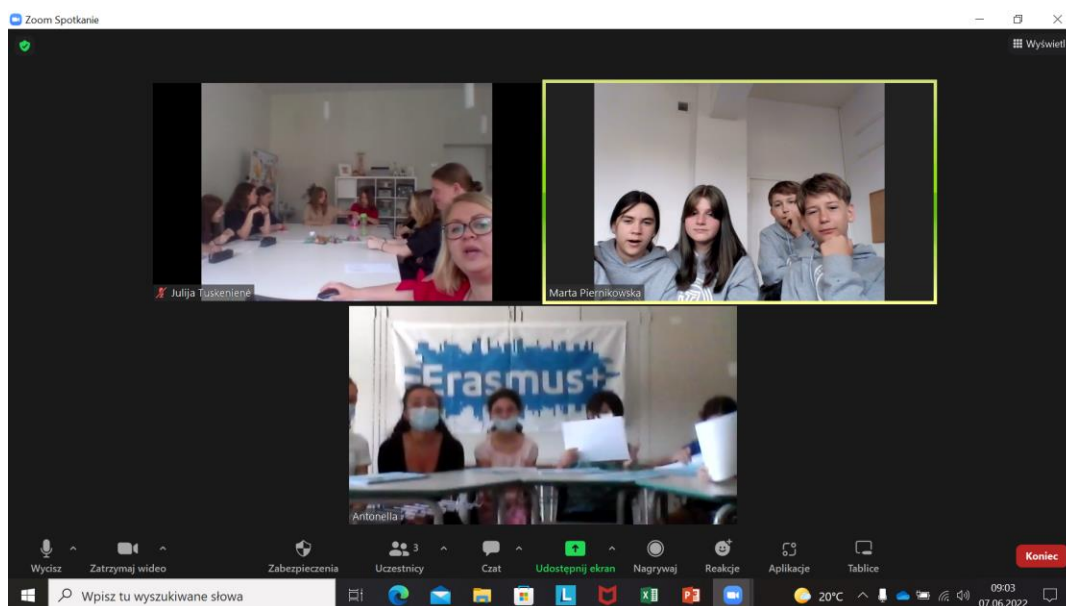 Zoom Spotkanie
Wyświetl
Julija Tuskenienė
Marta Piernikowska
Erasmus+
Antonella
3
Wycisz
Zatrzymaj wideo
Zabezpieczenia
Uczestnicy
Czat
Udostępnij ekran
Nagrywaj
Reakcje
Aplikacje
Tablice
Koniec
Wpisz tu wyszukiwane słowa
L
20°C
09:03
07.06.2022